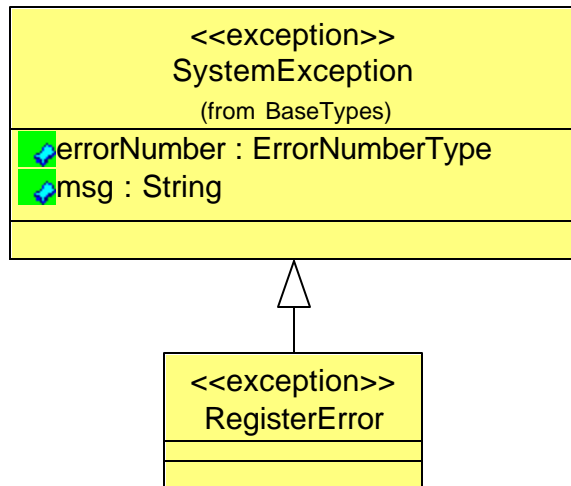 <<exception>>
SystemException
(from BaseTypes)
errorNumber : ErrorNumberType
msg : String
<<exception>>
RegisterError